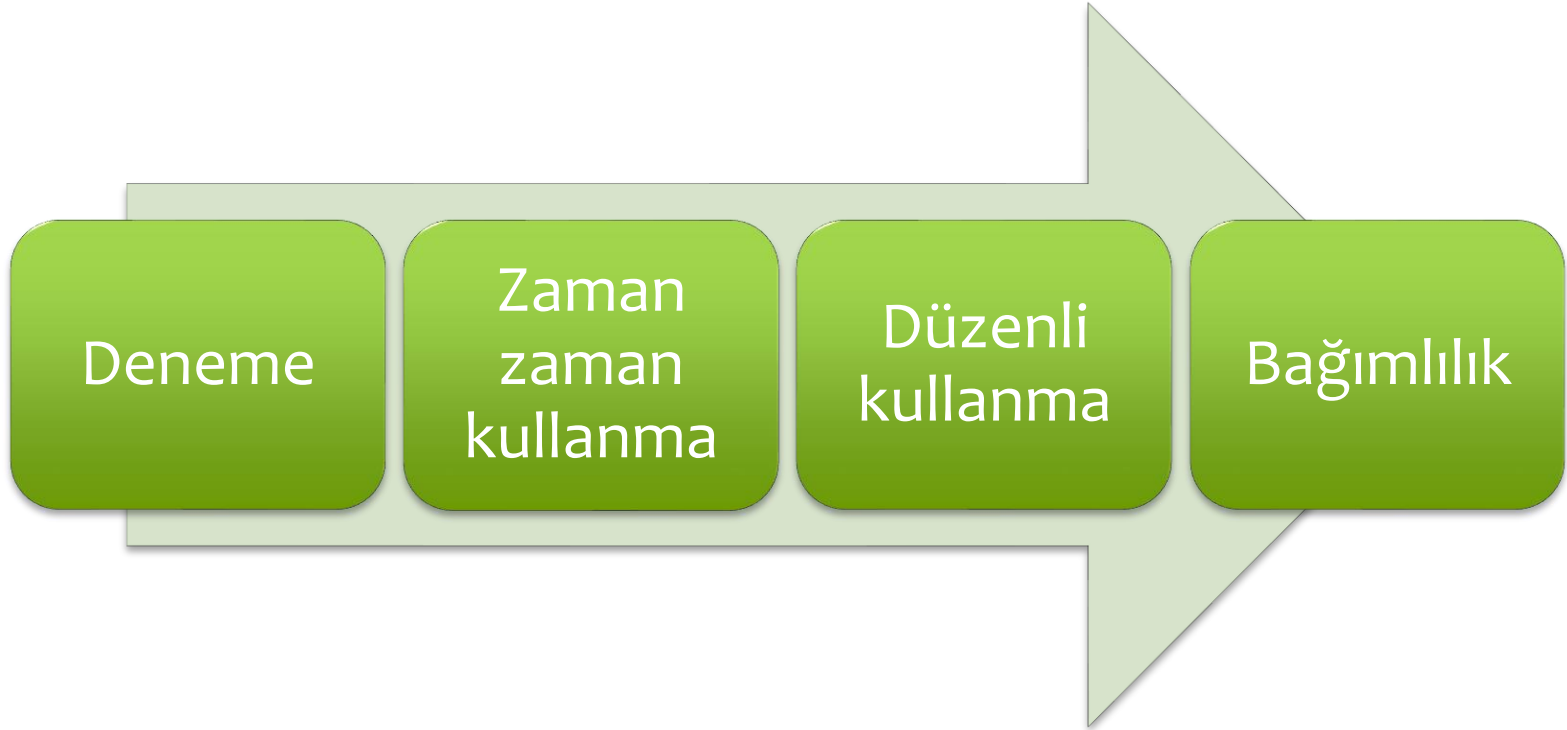 Deneme
Zaman
zaman
kullanma
Düzenli
kullanma
Bağımlılık